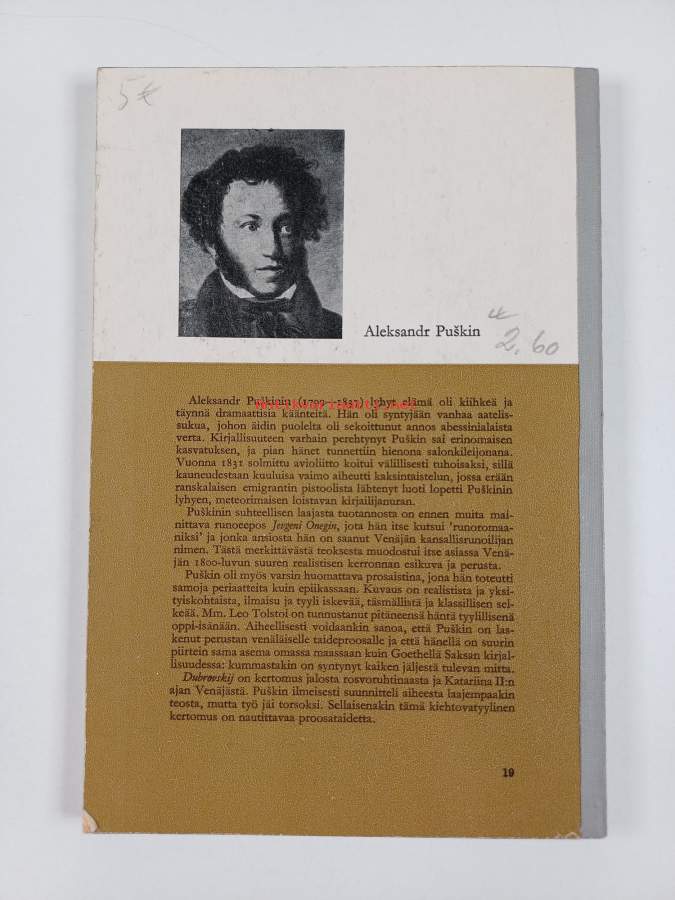 5€
Aleksandr Puškin
2,60
Aleksandr Puškinin (1799–1837) lyhyt elämä oli kiihkeä ja
täynnä dramaattisia käänteitä. Hän oli syntyjään vanhaa aatelis-
sukua, johon äidin puolelta oli sekoittunut annos abessinialaista
verta. Kirjallisuuteen varhain perehtynyt Puškin sai erinomaisen
kasvatuksen, ja pian hänet tunnettiin hienona salonkileijonana.
Vuonna 1831 solmittu avioliitto koitui välillisesti tuhoisaksi, sillä
kauneudestaan kuuluisa vaimo aiheutti kaksintaistelun, jossa erään
ranskalaisen emigrantin pistoolista lähtenyt luoti lopetti Puškinin
lyhyen, meteorimaisen loistavan kirjailijanuran.
Puškinin suhteellisen laajasta tuotannosta on ennen muita mai-
nittava runoeepos Jevgeni Onegin, jota hän itse kutsui 'runoromaa-
niksi' ja jonka ansiosta hän on saanut Venäjän kansallisrunoilijan
nimen. Tästä merkittävästä teoksesta muodostui itse asiassa Venä-
jän 1800-luvun suuren realistisen kerronnan esikuva ja perusta.
Puškin oli myös varsin huomattava prosaistina, jona hän toteutti
samoja periaatteita kuin epiikassaan. Kuvaus on realistista ja yksi-
tyiskohtaista, ilmaisu ja tyyli iskevää, täsmällistä ja klassillisen sel-
keää. Mm. Leo Tolstoi on tunnustanut pitäneensä häntä tyylillisenä
oppi-isänään. Aiheellisesti voidaankin sanoa, että Puškin on las-
kenut perustan venäläiselle taideproosalle ja että hänellä on suurin
piirtein sama asema omassa maassaan kuin Goethellä Saksan kirjal-
lisuudessa: kummastakin on syntynyt kaiken jäljestä tulevan mitta.
Dubrovskij on kertomus jalosta rosvoruhtinaasta ja Katariina II:n
ajan Venäjästä. Puškin ilmeisesti suunnitteli aiheesta laajempaakin
teosta, mutta työ jäi torsoksi. Sellaisenakin tämä kiehtovatyylinen
kertomus on nautittavaa proosataidetta.
19